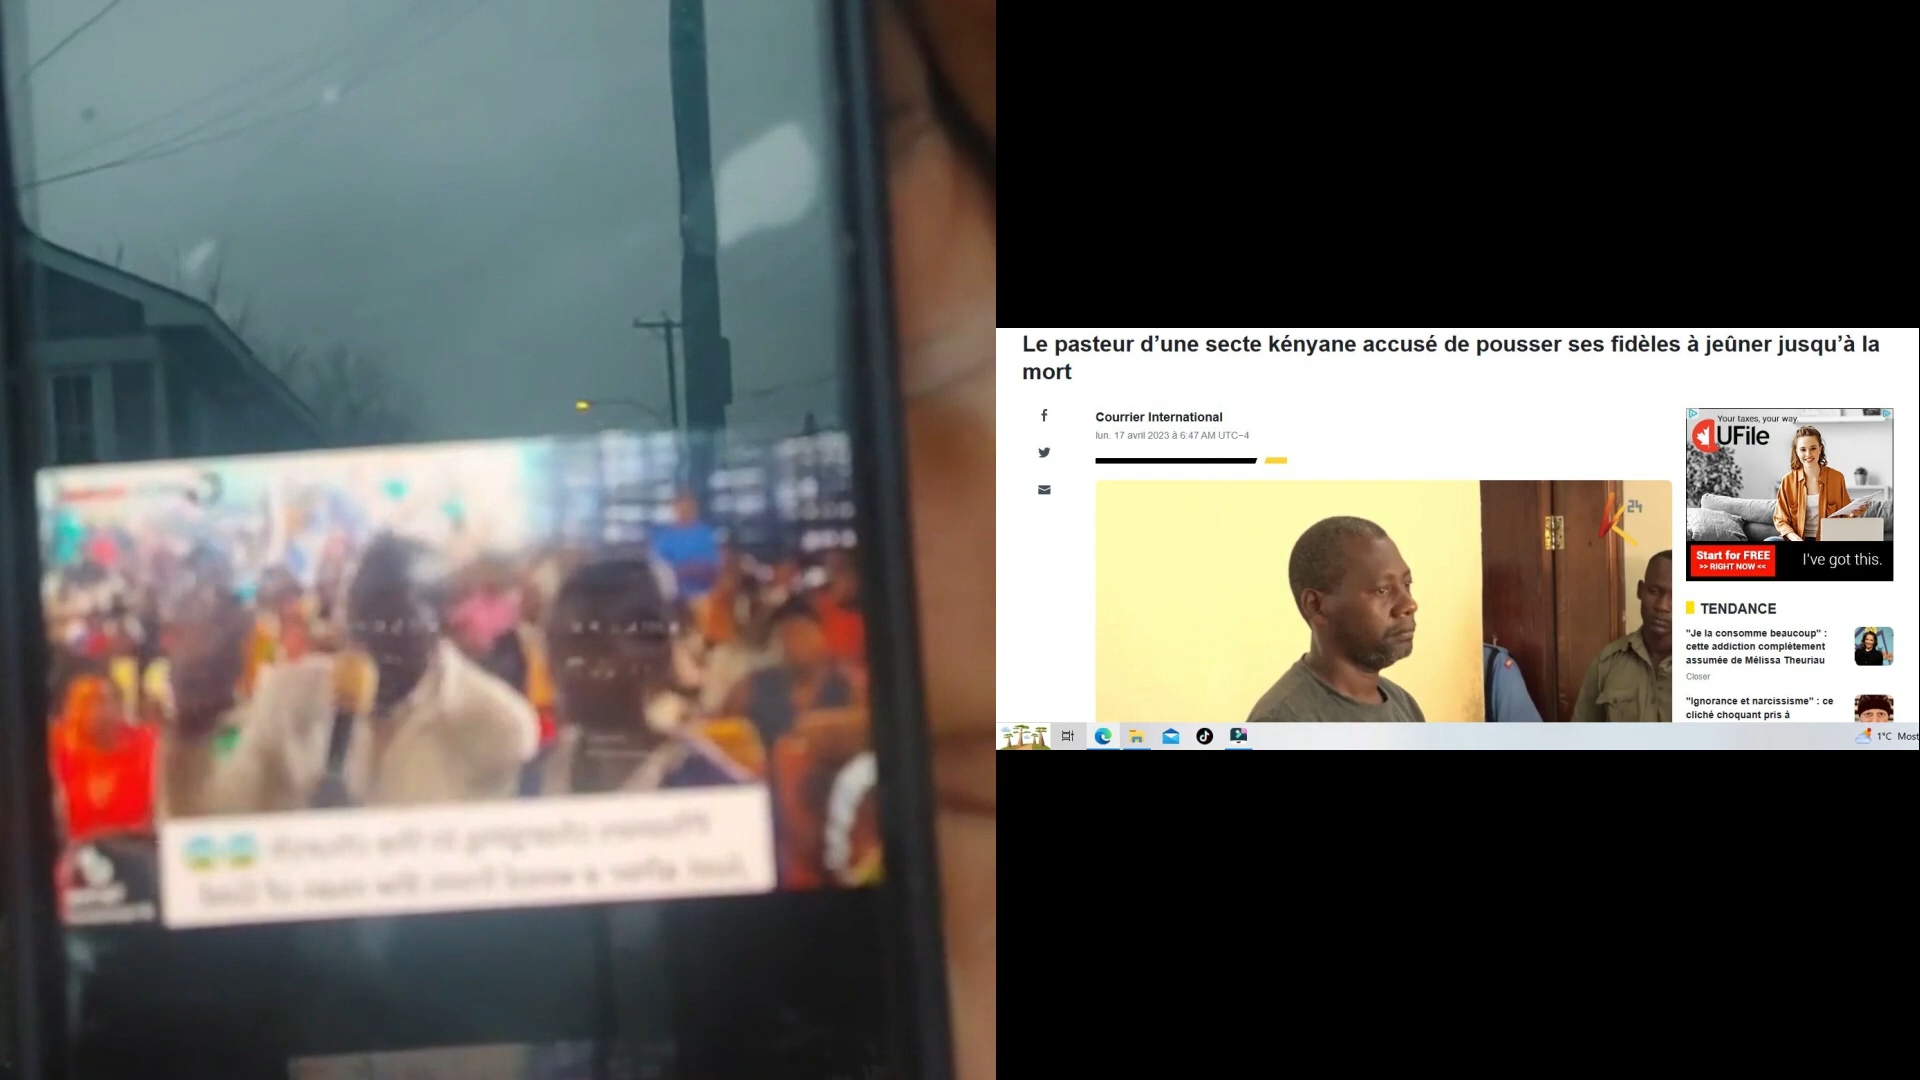 Le pasteur d’une secte kényane accusé de pousser ses fidèles à jeûner jusqu’à la
mort
Courrier International
lun. 17 avril 2023 à 6:47 AM UTC−4
24
Your taxes, your way
UFile
Start for FREE
>> RIGHT NOW <<
I've got this.
TENDANCE
"Je la consomme beaucoup" :
cette addiction complètement
assumée de Mélissa Theuriau
Closer
"Ignorance et narcissisme" : ce
cliché choquant pris à
1°C Most